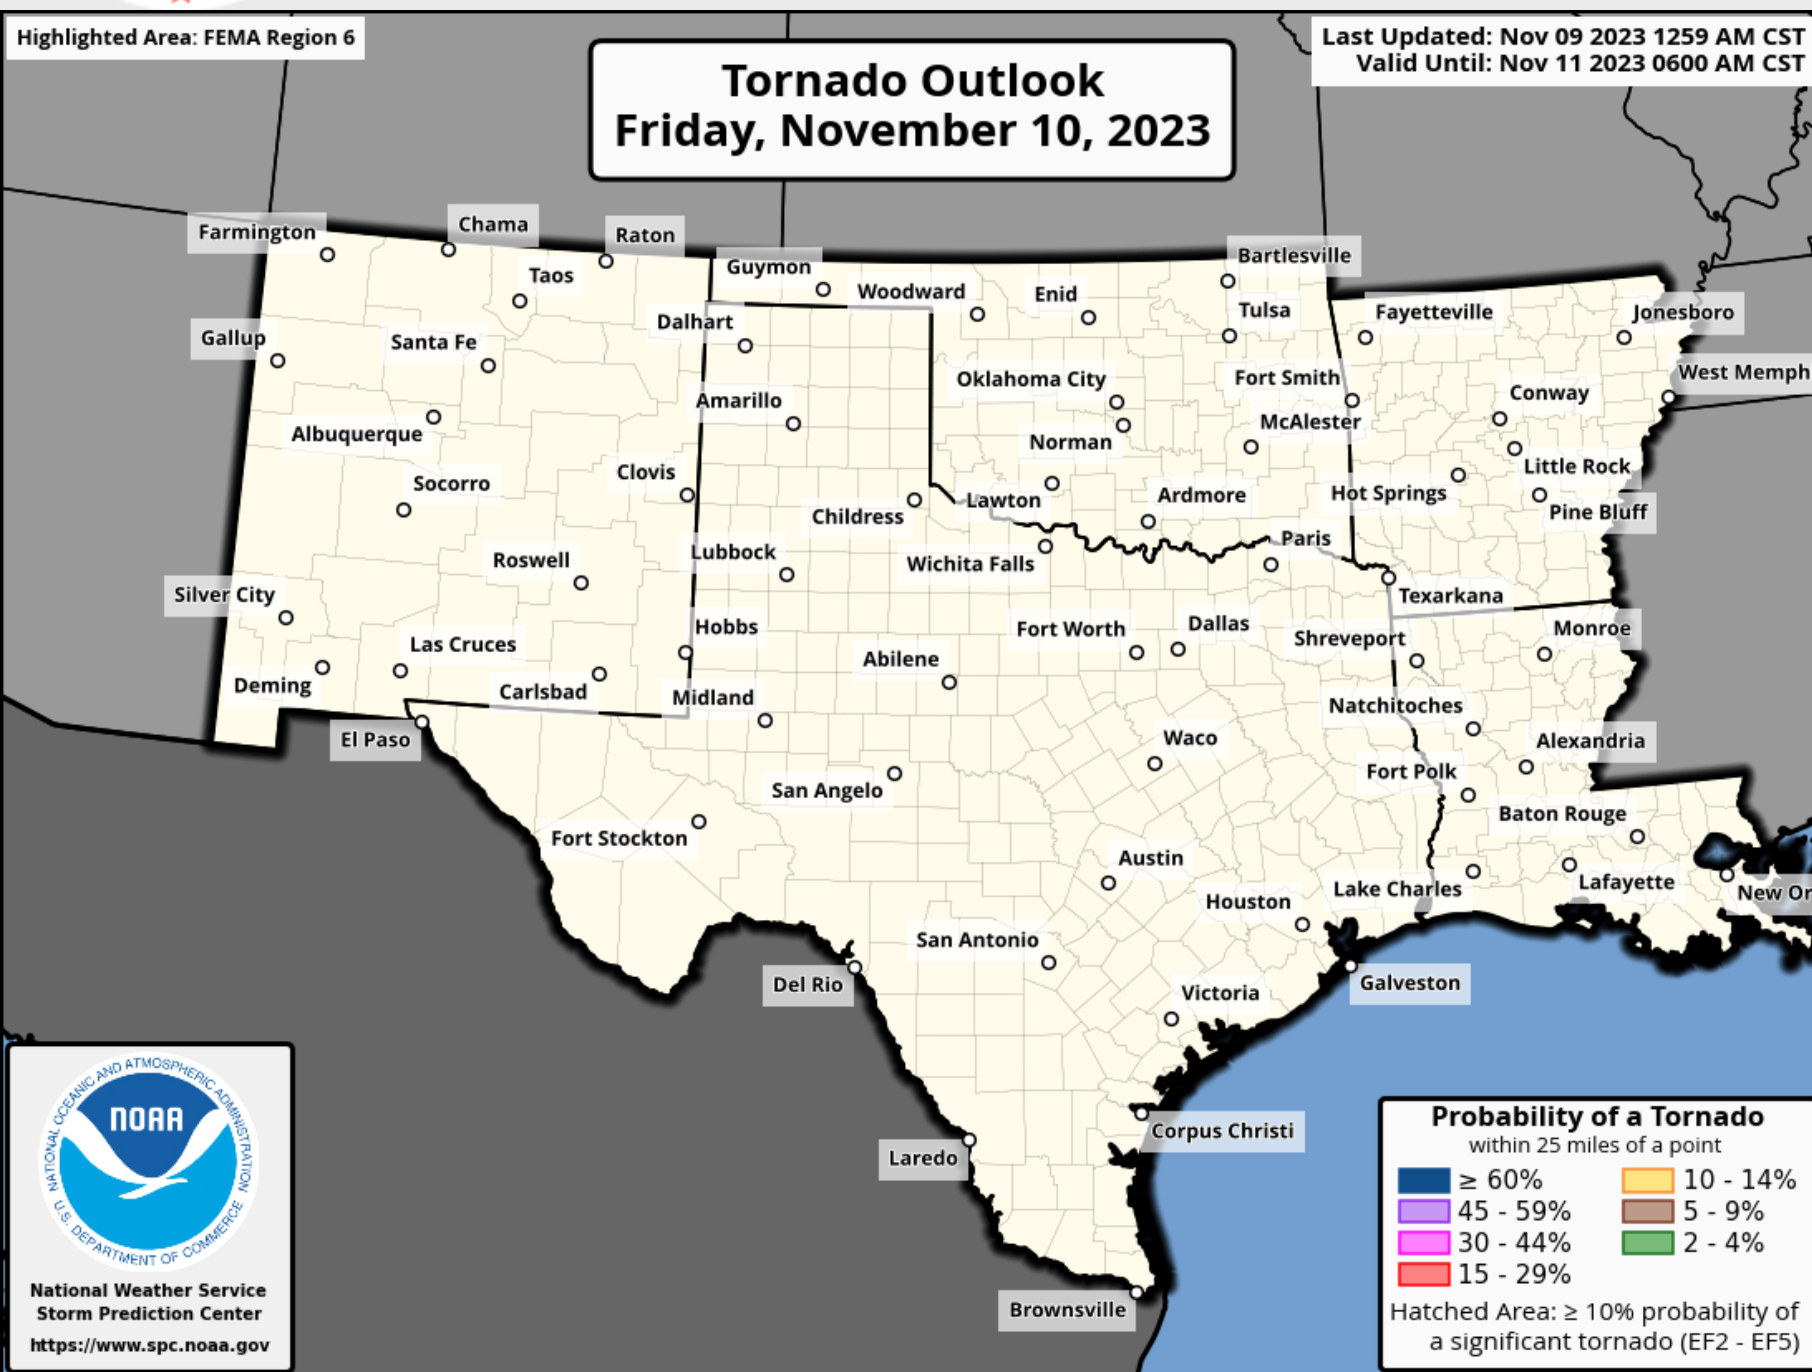 Highlighted Area: FEMA Region 6
Tornado Outlook
Friday, November 10, 2023
Last Updated: Nov 09 2023 1259 AM CST
Valid Until: Nov 11 2023 0600 AM CST
Farmington
Chama
Raton
Taos
Guymon
Woodward
Enid
Bartlesville
Tulsa
Fayetteville
Jonesboro
Gallup
Santa Fe
Dalhart
Oklahoma City
Fort Smith
Conway
West Memph
Albuquerque
Amarillo
Norman
McAlester
Little Rock
Socorro
Clovis
Childress
Lawton
Ardmore
Hot Springs
Pine Bluff
Roswell
Lubbock
Wichita Falls
Paris
Silver City
Texarkana
Las Cruces
Hobbs
Fort Worth
Dallas
Shreveport
Monroe
Deming
Carlsbad
Midland
Abilene
Natchitoches
El Paso
Waco
Alexandria
San Angelo
Fort Polk
Fort Stockton
Baton Rouge
Austin
Lake Charles
Lafayette
Houston
New Or
San Antonio
Del Rio
Victoria
Galveston
Corpus Christi
Laredo
Brownsville
NATIONAL OCEANIC AND ATMOSPHERIC ADMINISTRATION
NOAA
U.S. DEPARTMENT OF COMMERCE
National Weather Service
Storm Prediction Center
https://www.spc.noaa.gov
Probability of a Tornado
within 25 miles of a point
≥ 60%
45 - 59%
30 - 44%
15 - 29%
10 - 14%
5 - 9%
2 - 4%
Hatched Area: ≥ 10% probability of
a significant tornado (EF2 - EF5)